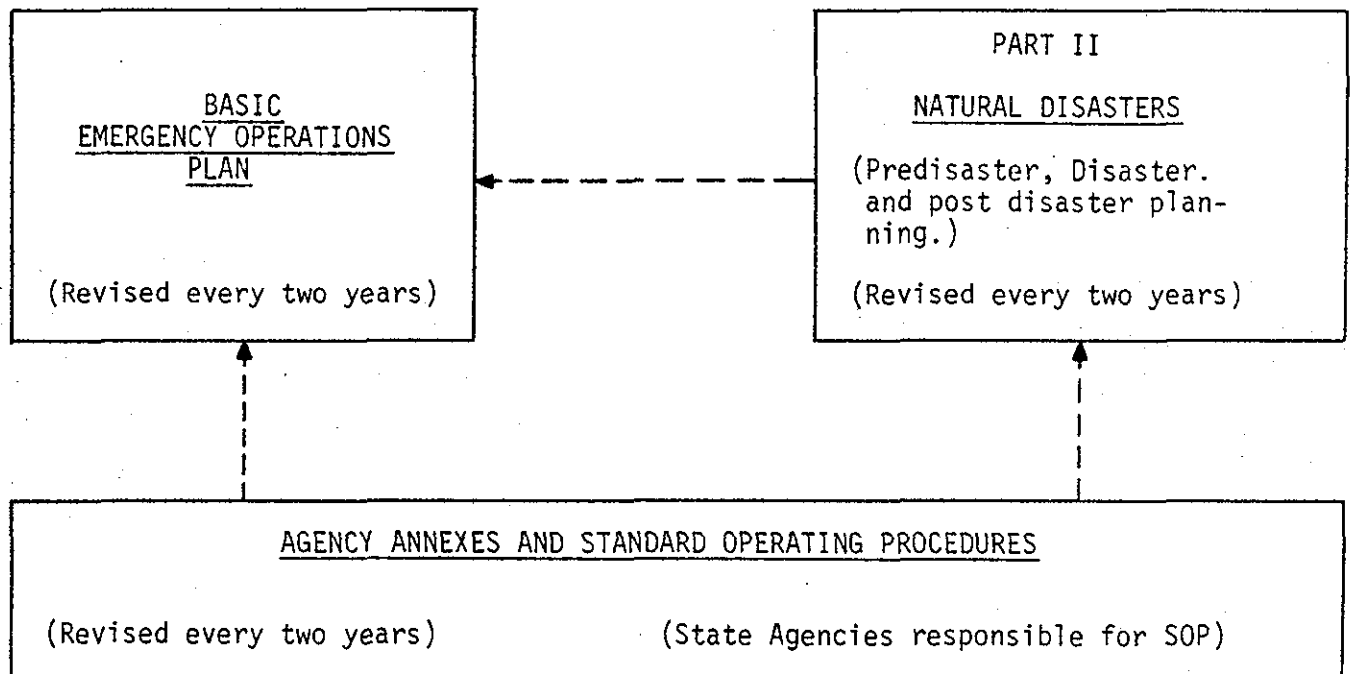 BASIC
EMERGENCY OPERATIONS
PLAN
(Revised every two years)
PART II
NATURAL DISASTERS
(Predisaster, Disaster.
and post disaster plan-
ning.)
(Revised every two years)
AGENCY ANNEXES AND STANDARD OPERATING PROCEDURES
(Revised every two years) (State Agencies responsible for SOP)